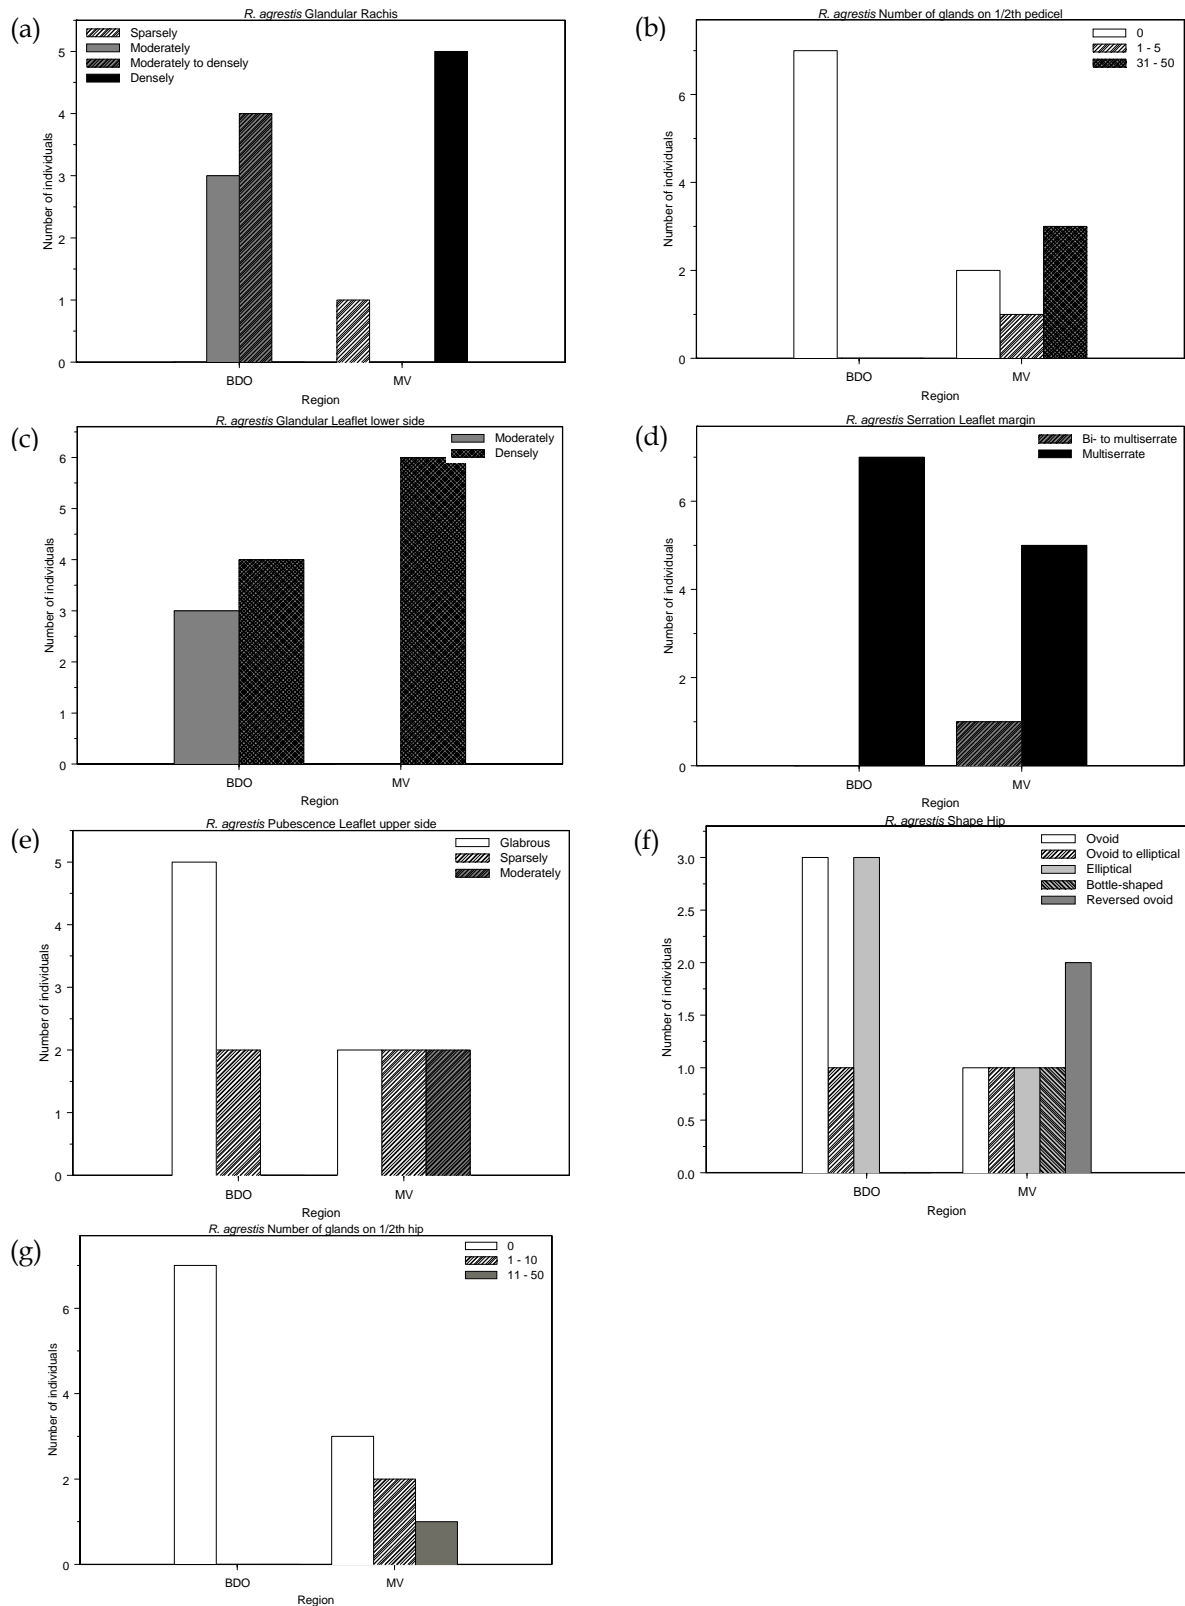 (a)
R. agrestis Glandular Rachis
Sparsely
Moderately
Moderately to densely
Densely
Number of individuals
5
4
3
2
1
0
BDO
MV
Region
(b)
R. agrestis Number of glands on 1/2th pedicel
0
1 - 5
31 - 50
Number of individuals
6
4
2
0
BDO
MV
Region
(c)
R. agrestis Glandular Leaflet lower side
Moderately
Densely
Number of individuals
6
5
4
3
2
1
0
BDO
MV
Region
(d)
R. agrestis Serration Leaflet margin
Bi- to multiserrate
Multiserrate
Number of individuals
6
4
2
0
BDO
MV
Region
(e)
R. agrestis Pubescence Leaflet upper side
Glabrous
Sparsely
Moderately
Number of individuals
5
4
3
2
1
0
BDO
MV
Region
(f)
R. agrestis Shape Hip
Ovoid
Ovoid to elliptical
Elliptical
Bottle-shaped
Reversed ovoid
Number of individuals
3.0
2.5
2.0
1.5
1.0
0.5
0.0
BDO
MV
Region
(g)
R. agrestis Number of glands on 1/2th hip
0
1 - 10
11 - 50
Number of individuals
6
4
2
0
BDO
MV
Region